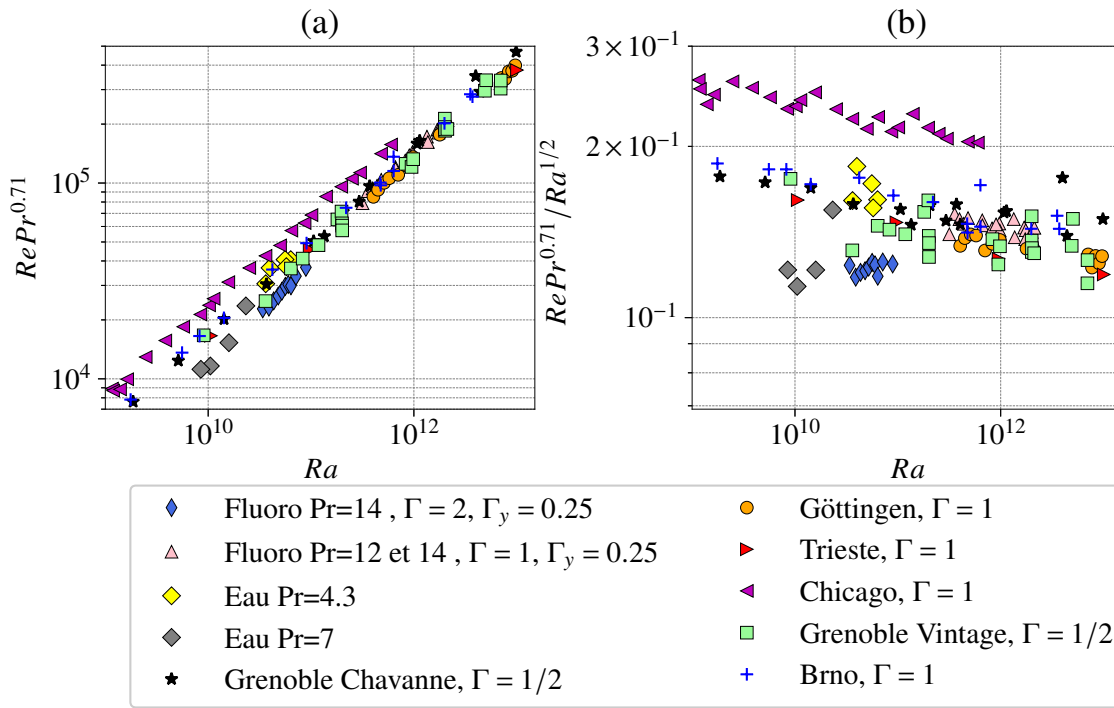 (a)
(b)
RePr^{0.71}
10^5
10^4
10^{10}
10^{12}
Ra
RePr^{0.71}/Ra^{1/2}
3 × 10^{-1}
2 × 10^{-1}
10^{-1}
10^{10}
10^{12}
Ra
Fluoro Pr=14 , Γ = 2, Γ_y = 0.25
Fluoro Pr=12 et 14 , Γ = 1, Γ_y = 0.25
Eau Pr=4.3
Eau Pr=7
Grenoble Chavanne, Γ = 1/2
Göttingen, Γ = 1
Trieste, Γ = 1
Chicago, Γ = 1
Grenoble Vintage, Γ = 1/2
Brno, Γ = 1